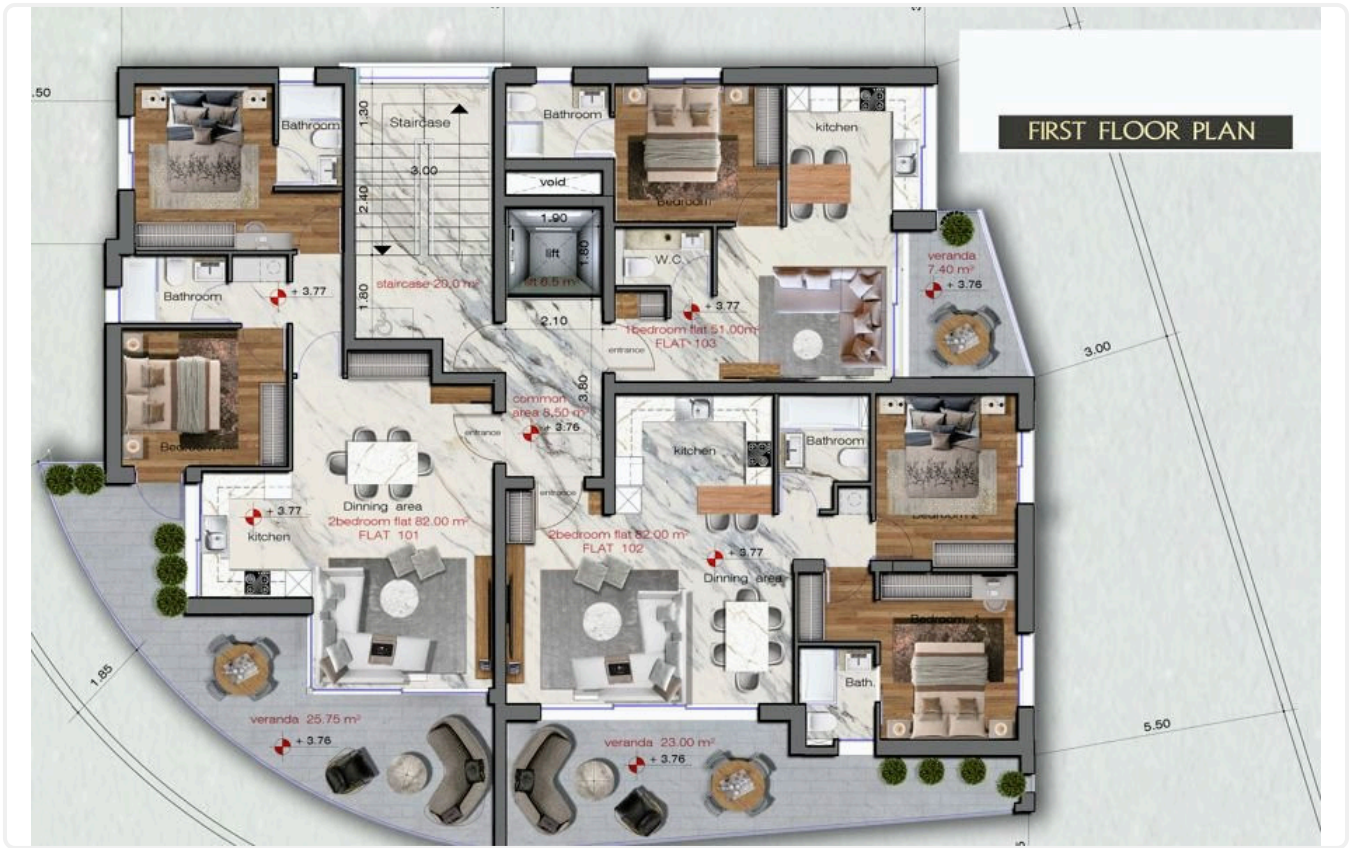 FIRST FLOOR PLAN
.50
Bathroom
1.30
Staircase
3.00
2.40
1.80
staircase 20.01 m²
Bathroom
void
1.90
1.80
lift
lift 6.5 m²
Bedroom
kitchen
W.C.
veranda
7.40 m²
+ 3.76
+ 3.77
1bedroom flat 51.00m²
FLAT 103
entrance
2.10
3.80
common
area 8.50 m²
+ 3.76
Bathroom
+ 3.77
entrance
entrance
Dinning area
2bedroom flat 82.00 m²
FLAT 101
+ 3.77
kitchen
kitchen
Bathroom
2bedroom flat 82.00 m²
FLAT 102
+ 3.77
Dinning area
Bedroom 2
Bedroom 1
Bath.
3.00
5.50
1.85
veranda 25.75 m²
+ 3.76
veranda 23.00 m²
+ 3.76